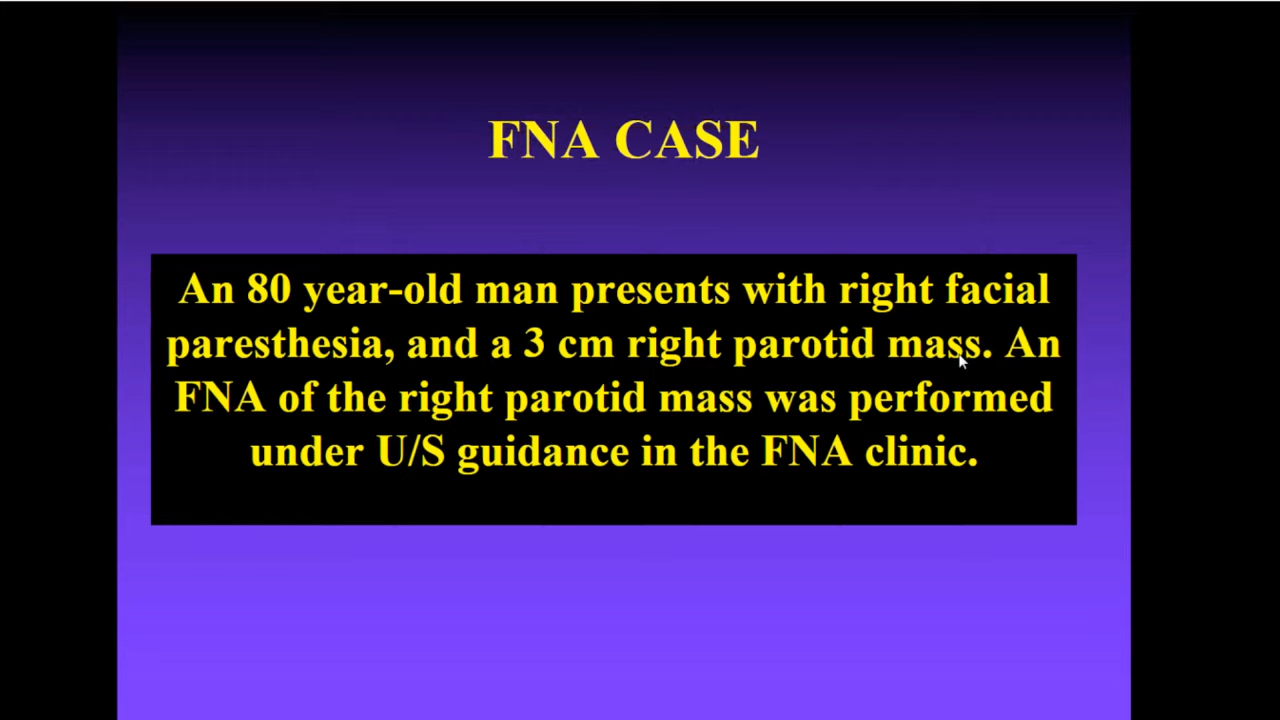 FNA CASE
An 80 year-old man presents with right facial
paresthesia, and a 3 cm right parotid mass. An
FNA of the right parotid mass was performed
under U/S guidance in the FNA clinic.